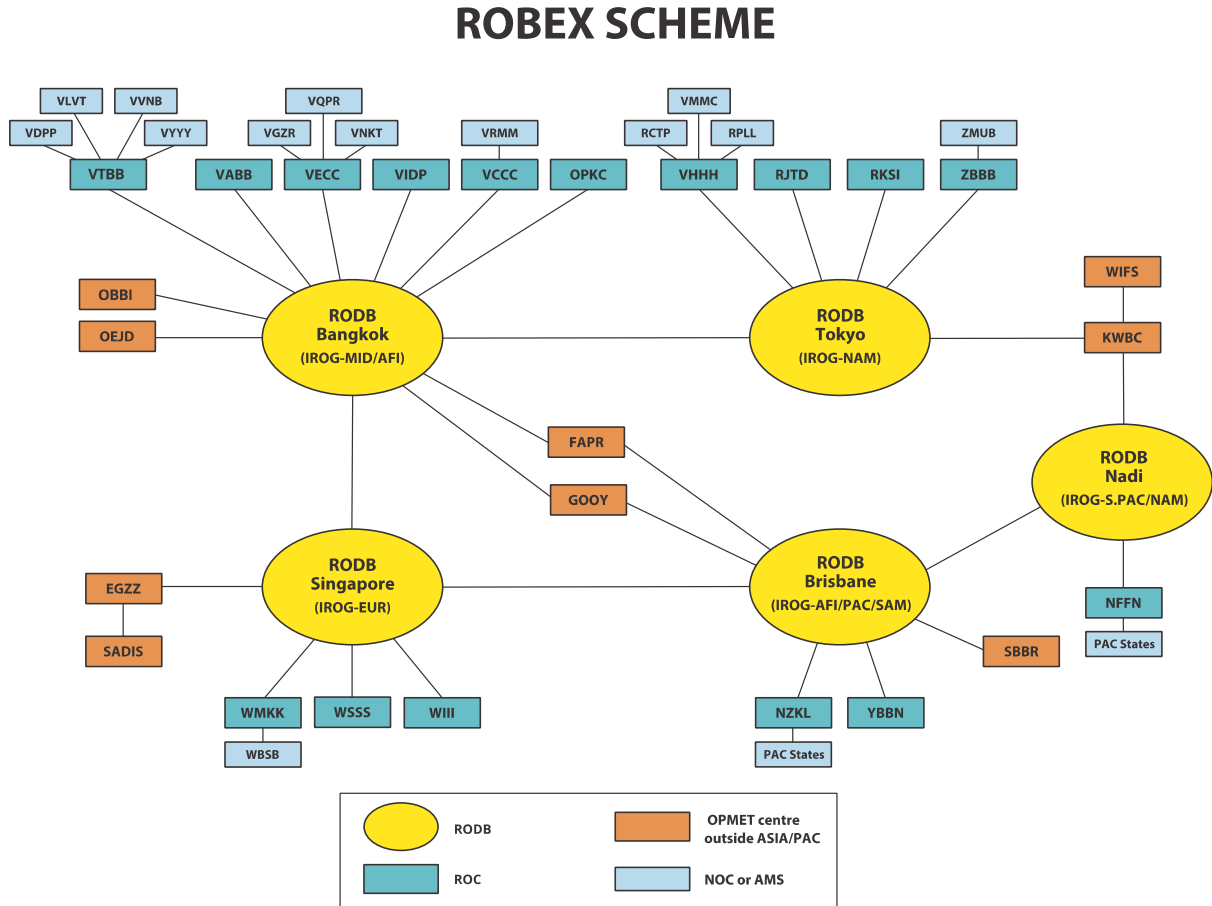 ROBEX SCHEME
VLVT
VVNB
VQPR
VMMC
VDPP
VYYY
VGZR
VNKT
VRMM
RCTP
RPLL
ZMUB
VTBB
VABB
VECC
VIDP
VCCC
OPKC
VHHH
RJTD
RKSI
ZBBB
OBBI
OEJD
RODB
Bangkok
(IROG-MID/AFI)
RODB
Tokyo
(IROG-NAM)
WIFS
KWBC
FAPR
GOOY
RODB
Nadi
(IROG-S.PAC/NAM)
EGZZ
SADIS
RODB
Singapore
(IROG-EUR)
RODB
Brisbane
(IROG-AFI/PAC/SAM)
NFFN
PAC States
SBBR
WMKK
WSSS
WIII
NZKL
YBBN
WBSB
PAC States
RODB
OPMET centre
outside ASIA/PAC
ROC
NOC or AMS